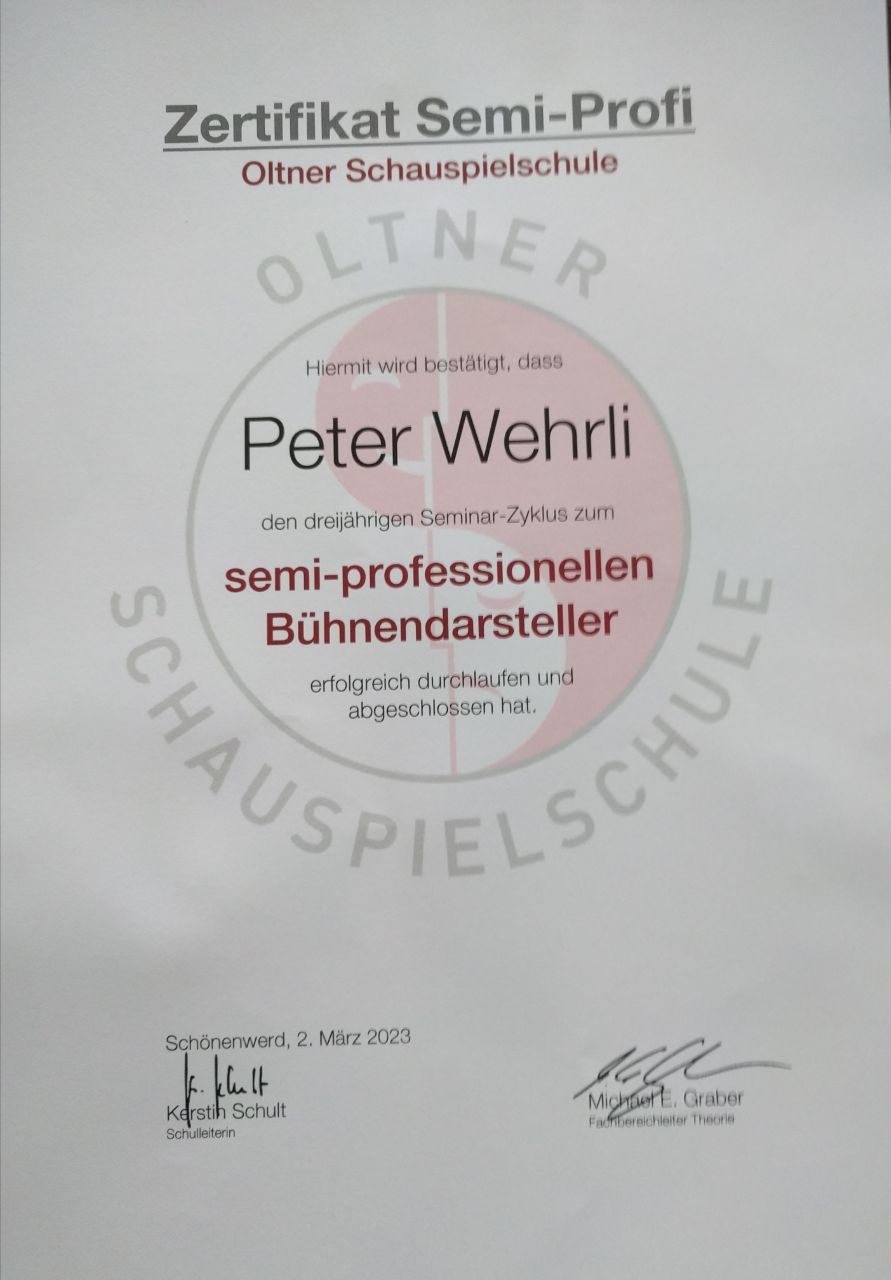 Zertifikat Semi-Profi
Oltner Schauspielschule
OLTNER
Hiermit wird bestätigt, dass
Peter Wehrli
den dreijährigen Seminar-Zyklus zum
semi-professionellen
Bühnendarsteller
erfolgreich durchlaufen und
abgeschlossen hat.
SCHAUSPIELSCHULE
Schönenwerd, 2. März 2023
K. Schult
Kerstin Schult
Schulleiterin
Michael E. Graber
Fachbereichleiter Theorie